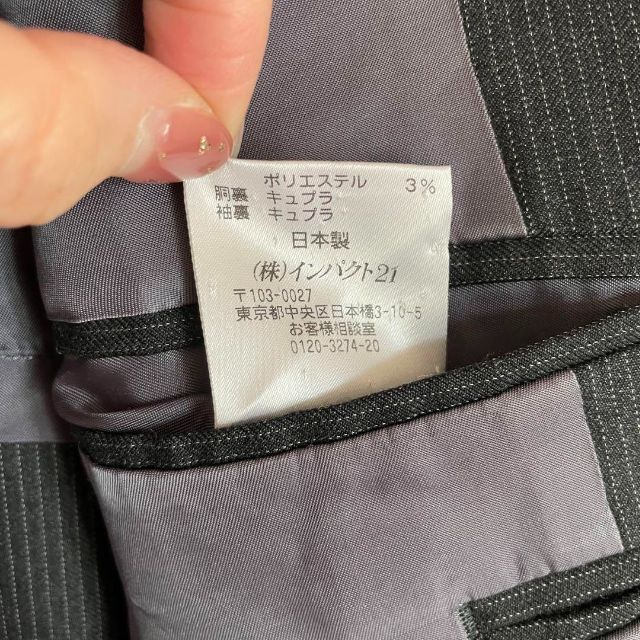 ポリエステル 3%
胴裏 キュプラ
袖裏 キュプラ
日本製
(株)インパクト21
〒103-0027
東京都中央区日本橋3-10-5
お客様相談室
0120-3274-20